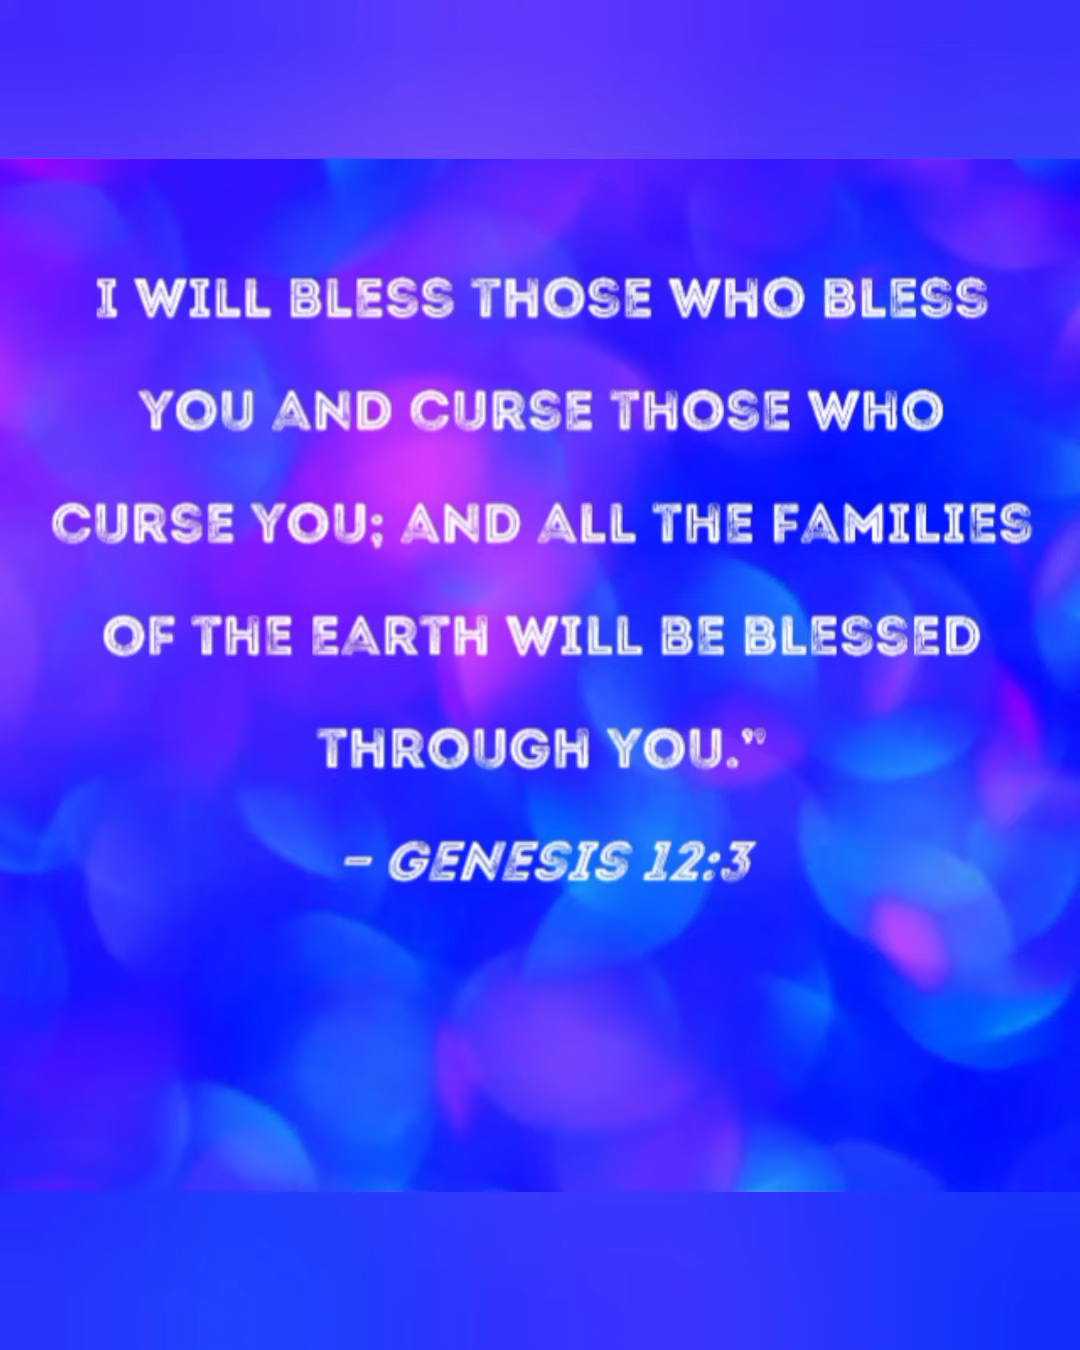 I WILL BLESS THOSE WHO BLESS
YOU AND CURSE THOSE WHO
CURSE YOU; AND ALL THE FAMILIES
OF THE EARTH WILL BE BLESSED
THROUGH YOU.”
– GENESIS 12:3